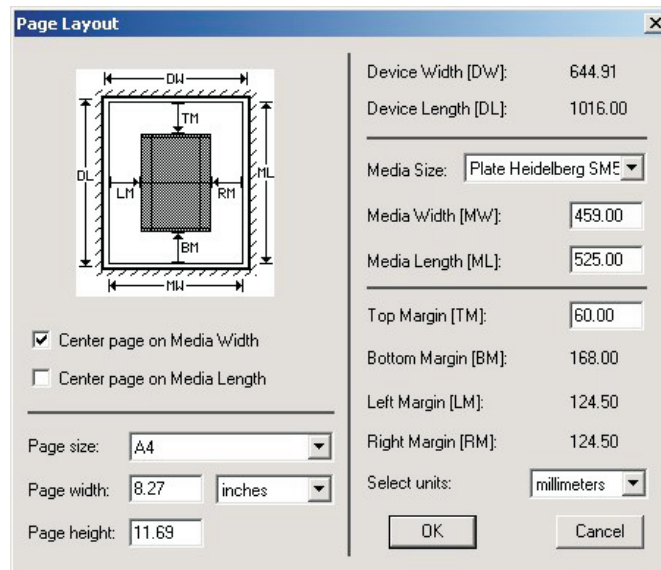 Page Layout
DW
TM
DL
ML
LM
RM
BM
MW
Center page on Media Width
Center page on Media Length
Page size: A4
Page width: 8.27 inches
Page height: 11.69
Device Width [DW]: 644.91
Device Length [DL]: 1016.00
Media Size: Plate Heidelberg SM5
Media Width [MW]: 459.00
Media Length [ML]: 525.00
Top Margin [TM]: 60.00
Bottom Margin [BM]: 168.00
Left Margin [LM]: 124.50
Right Margin [RM]: 124.50
Select units: millimeters
OK Cancel